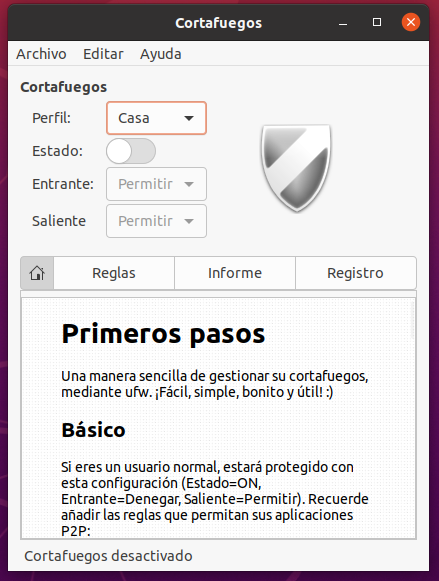 Cortafuegos
Archivo Editar Ayuda
Cortafuegos
Perfil: Casa
Estado:
Entrante: Permitir
Saliente Permitir
Reglas Informe Registro
Primeros pasos
Una manera sencilla de gestionar su cortafuegos,
mediante ufw. ¡Fácil, simple, bonito y útil! :)
Básico
Si eres un usuario normal, estará protegido con
esta configuración (Estado=ON,
Entrante=Denegar, Saliente=Permitir). Recuerde
añadir las reglas que permitan sus aplicaciones
P2P:
Cortafuegos desactivado